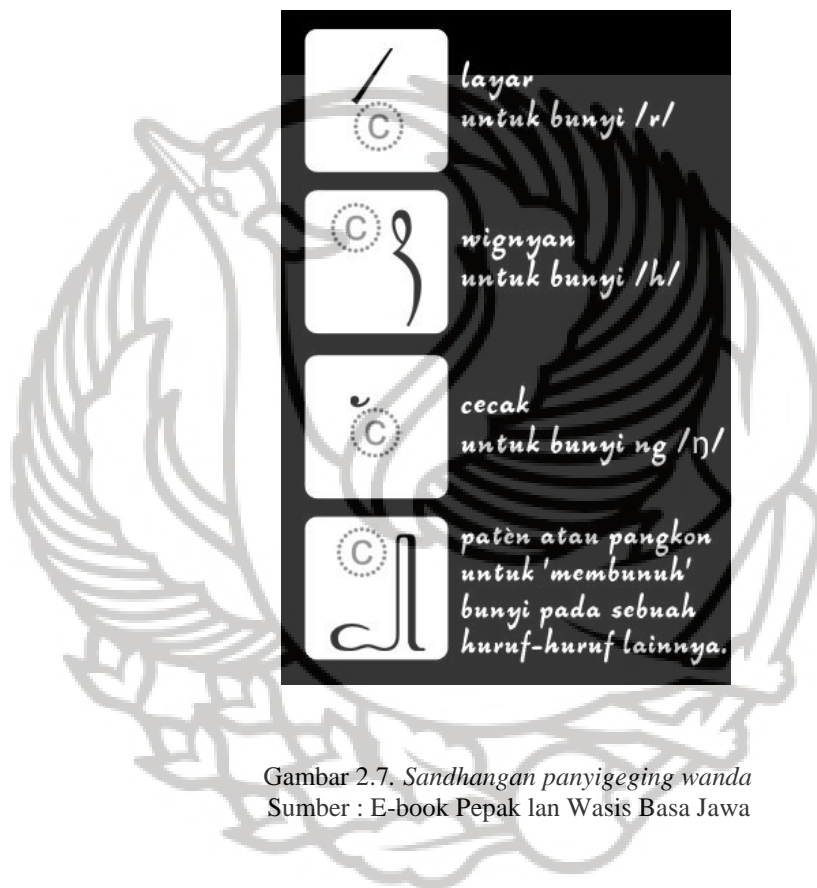 C
layar
untuk bunyi /r/
C
wignyan
untuk bunyi /h/
C
cecak
untuk bunyi ng /ŋ/
C
patèn atau pangkon
untuk 'membunuh'
bunyi pada sebuah
huruf-huruf lainnya.
Gambar 2.7. Sandhangan panyigeging wanda
Sumber : E-book Pepak lan Wasis Basa Jawa